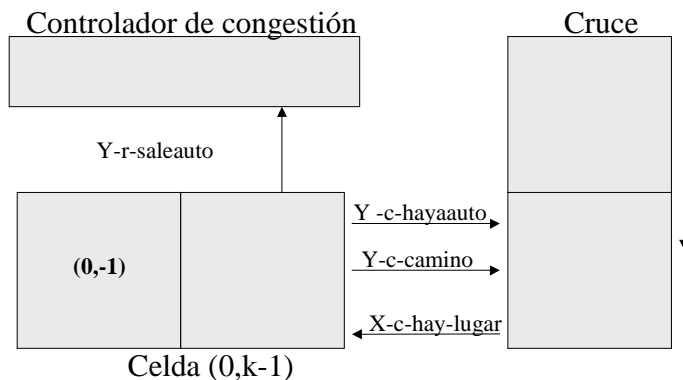 Controlador de congestión
Cruce
Y-r-saleauto
Y -c-hayaauto
(0,-1)
Y-c-camino
X-c-hay-lugar
Celda (0,k-1)